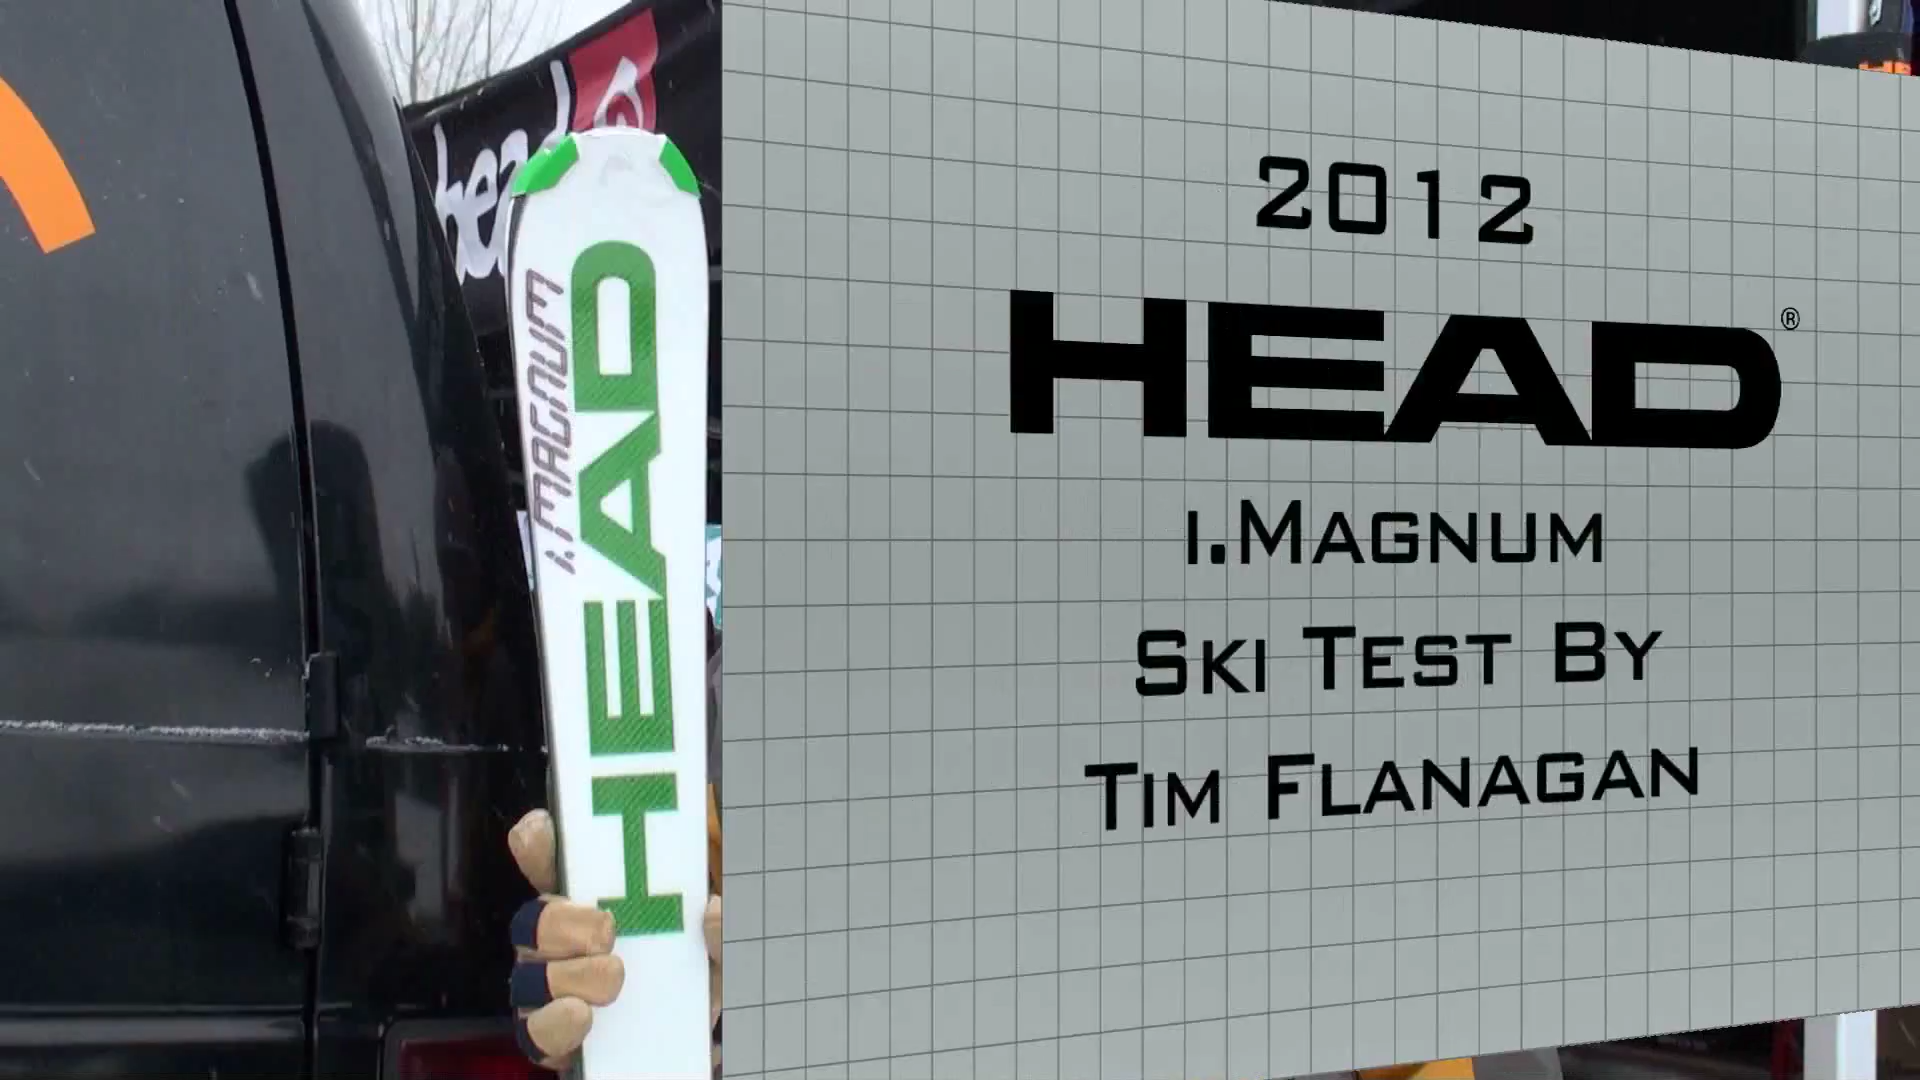 head
i.MAGNUM
HEAD
2012
HEAD®
I.MAGNUM
SKI TEST BY
TIM FLANAGAN